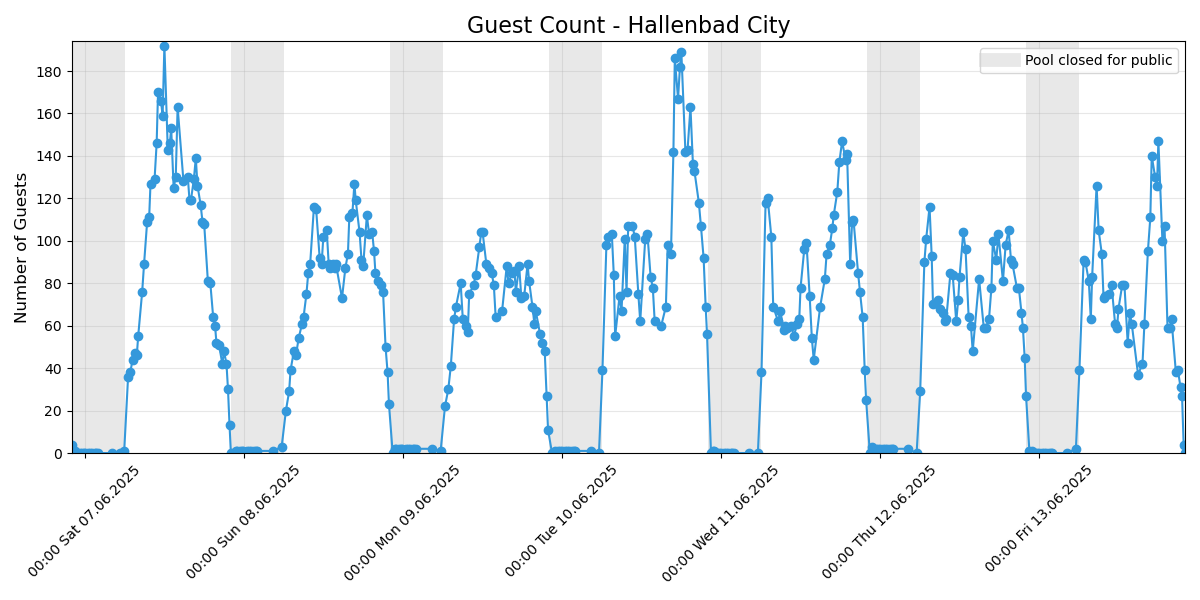 Guest Count - Hallenbad City
Pool closed for public
Number of Guests
180
160
140
120
100
80
60
40
20
0
00:00 Sat 07.06.2025
00:00 Sun 08.06.2025
00:00 Mon 09.06.2025
00:00 Tue 10.06.2025
00:00 Wed 11.06.2025
00:00 Thu 12.06.2025
00:00 Fri 13.06.2025